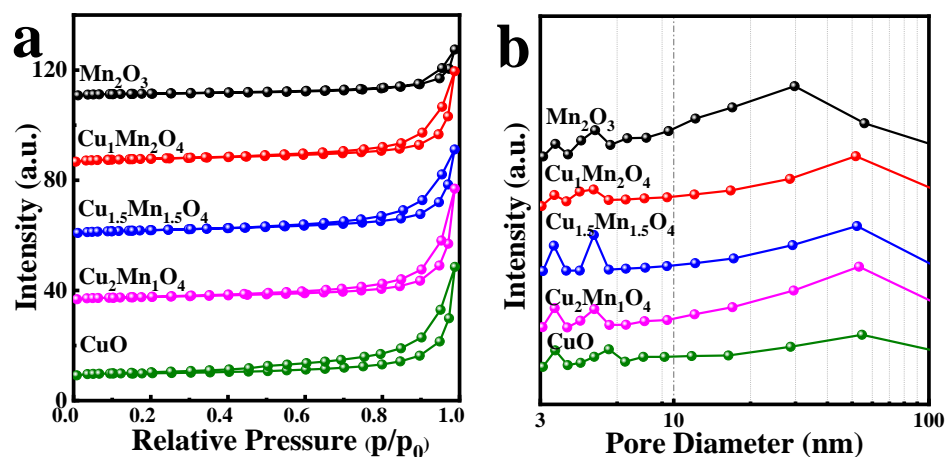 a
Intensity (a.u.)
120
80
40
0
Mn₂O₃
Cu₁Mn₂O₄
Cu₁.₅Mn₁.₅O₄
Cu₂Mn₁O₄
CuO
0.0 0.2 0.4 0.6 0.8 1.0
Relative Pressure (p/p₀)
b
Intensity (a.u.)
Mn₂O₃
Cu₁Mn₂O₄
Cu₁.₅Mn₁.₅O₄
Cu₂Mn₁O₄
CuO
3 10 100
Pore Diameter (nm)